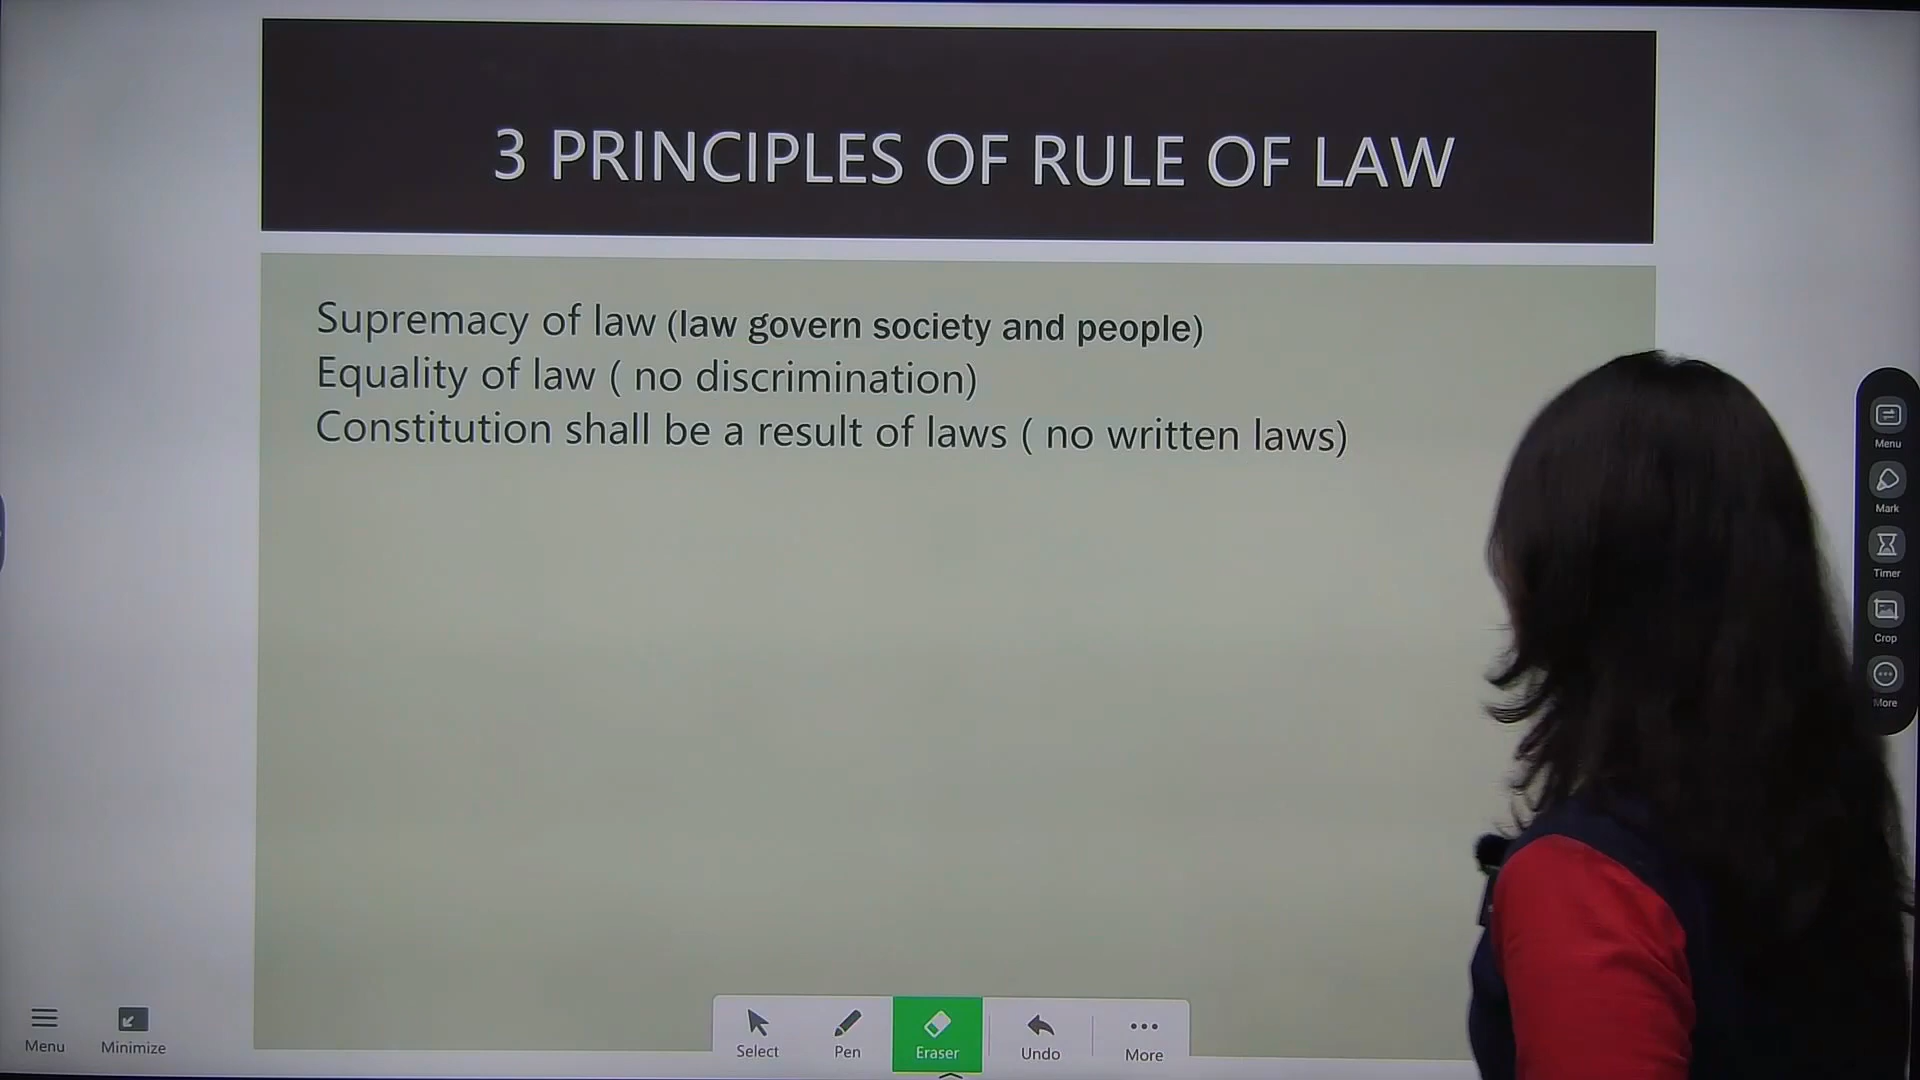 3 PRINCIPLES OF RULE OF LAW
Supremacy of law (law govern society and people)
Equality of law ( no discrimination)
Constitution shall be a result of laws ( no written laws)
Menu
Mark
Timer
Crop
More
Menu
Minimize
Select
Pen
Eraser
Undo
More